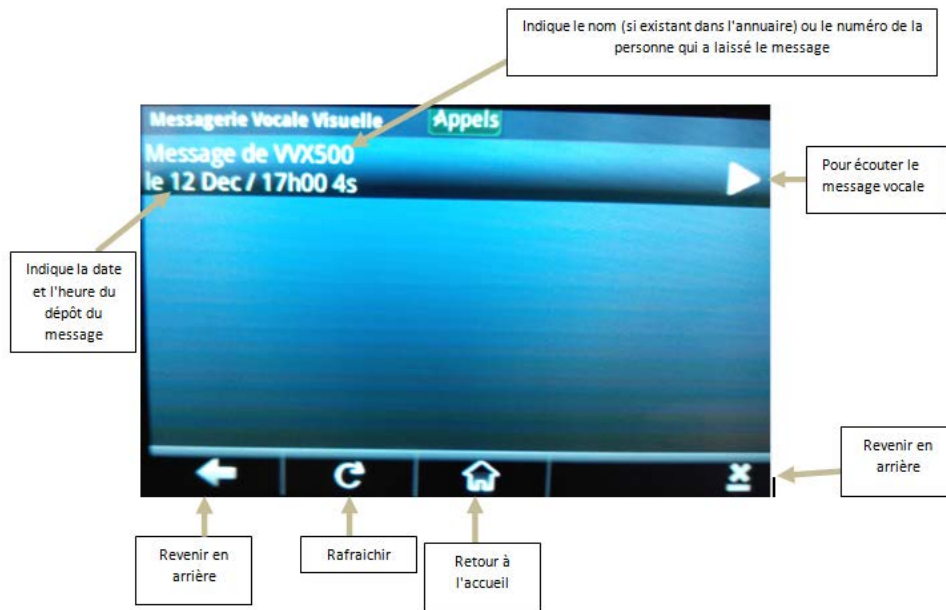 Indique le nom (si existant dans l'annuaire) ou le numéro de la
personne qui a laissé le message
Messagerie Vocale Visuelle Appels
Message de VVX500
le 12 Dec / 17h00 4s
Pour écouter le
message vocale
Indique la date
et l'heure du
dépôt du
message
Revenir en
arrière
Revenir en
arrière
Rafraichir
Retour à
l'accueil